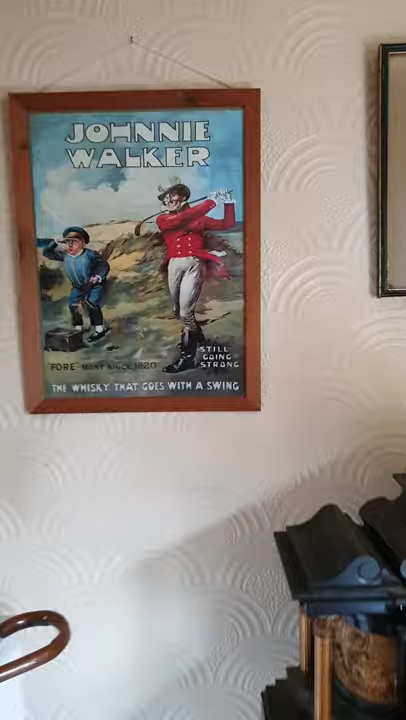 JOHNNIE
WALKER
STILL
GOING
STRONG
"FORE"-MOST SINCE 1820
THE WHISKY THAT GOES WITH A SWING